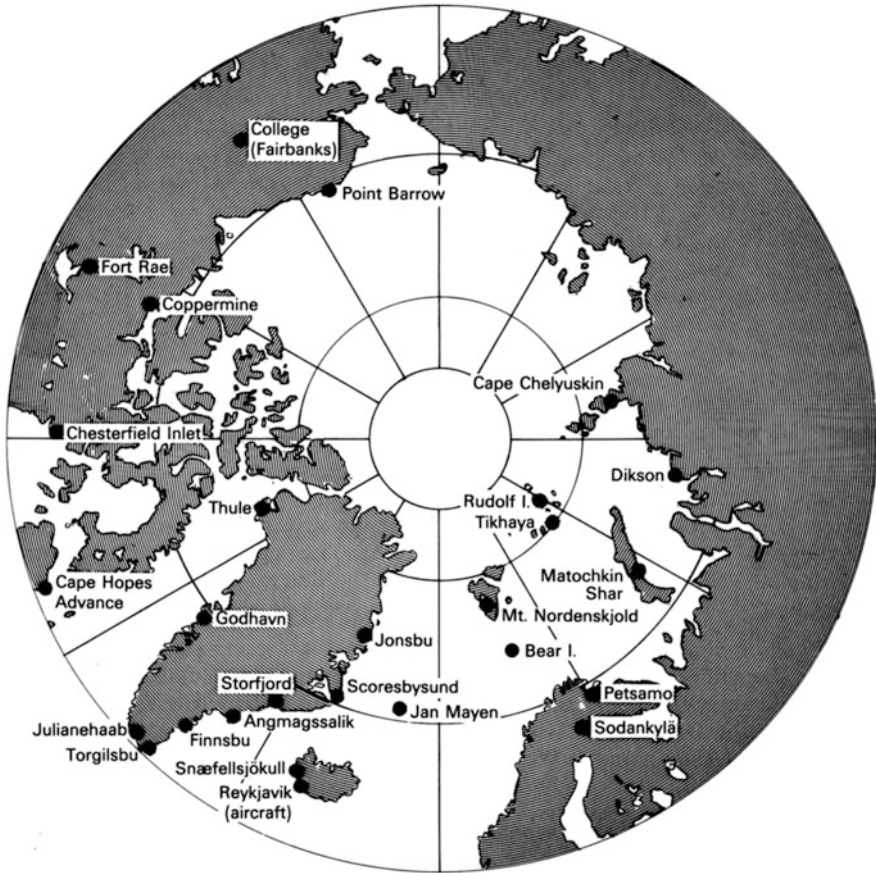 College
(Fairbanks)
Point Barrow
Fort Rae
Coppermine
Cape Chelyuskin
Chesterfield Inlet
Dikson
Rudolf I.
Thule
Tikhaya
Matochkin
Shar
Cape Hopes
Advance
Mt. Nordenskjold
Godhavn
Jonsbu
Bear I.
Storfjord
Scoresbysund
Petsamo
Jan Mayen
Angmagssalik
Julianehaab
Finnsbu
Sodankylä
Torgilsbu
Snæfellsjökull
Reykjavik
(aircraft)